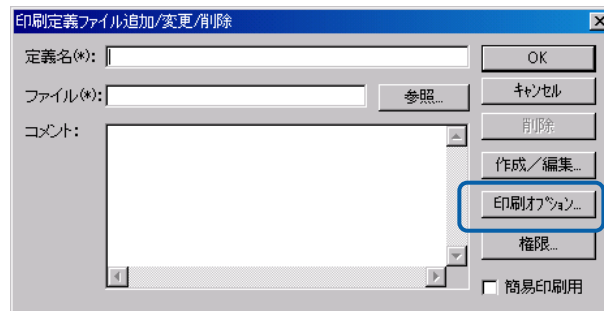 印刷定義ファイル追加/変更/削除
定義名(*):
OK
ファイル(*):
参照...
キャンセル
コメント:
削除
作成／編集...
印刷オプション...
権限...
簡易印刷用